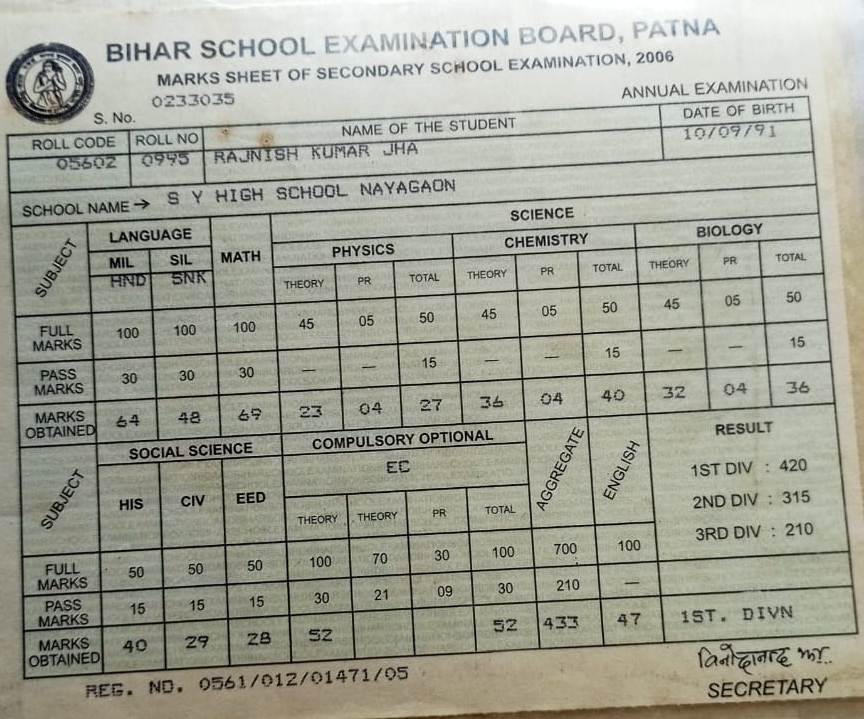 BIHAR SCHOOL EXAMINATION BOARD, PATNA
MARKS SHEET OF SECONDARY SCHOOL EXAMINATION, 2006
S. No. 0233035 ANNUAL EXAMINATION
ROLL CODE ROLL NO NAME OF THE STUDENT DATE OF BIRTH
05602 0995 RAJNISH KUMAR JHA 10/09/91
SCHOOL NAME → S Y HIGH SCHOOL NAYAGAON
SUBJECT LANGUAGE MATH SCIENCE
MIL SIL PHYSICS CHEMISTRY BIOLOGY
HND SNK THEORY PR TOTAL THEORY PR TOTAL THEORY PR TOTAL
FULL MARKS 100 100 100 45 05 50 45 05 50 45 05 50
PASS MARKS 30 30 30 — — 15 — — 15 — — 15
MARKS OBTAINED 64 48 69 23 04 27 36 04 40 32 04 36
SUBJECT SOCIAL SCIENCE COMPULSORY OPTIONAL AGGREGATE ENGLISH RESULT
EC
HIS CIV EED THEORY THEORY PR TOTAL
1ST DIV : 420
2ND DIV : 315
3RD DIV : 210
FULL MARKS 50 50 50 100 70 30 100 700 100
PASS MARKS 15 15 15 30 21 09 30 210 —
MARKS OBTAINED 40 29 28 52 52 433 47 1ST. DIVN
REG. NO. 0561/012/01471/05
विनोदानन्द झा..
SECRETARY